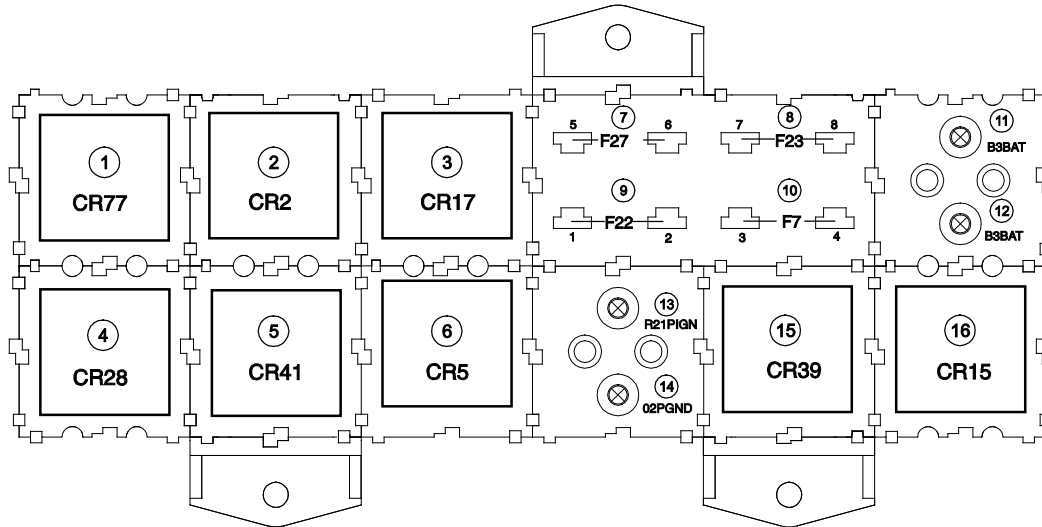 1
CR77
2
CR2
3
CR17
7
5 6
F27
8
7 8
F23
9
F22
1 2
10
F7
3 4
11
B3BAT
12
B3BAT
4
CR28
5
CR41
6
CR5
13
R21PIGN
14
02PGND
15
CR39
16
CR15